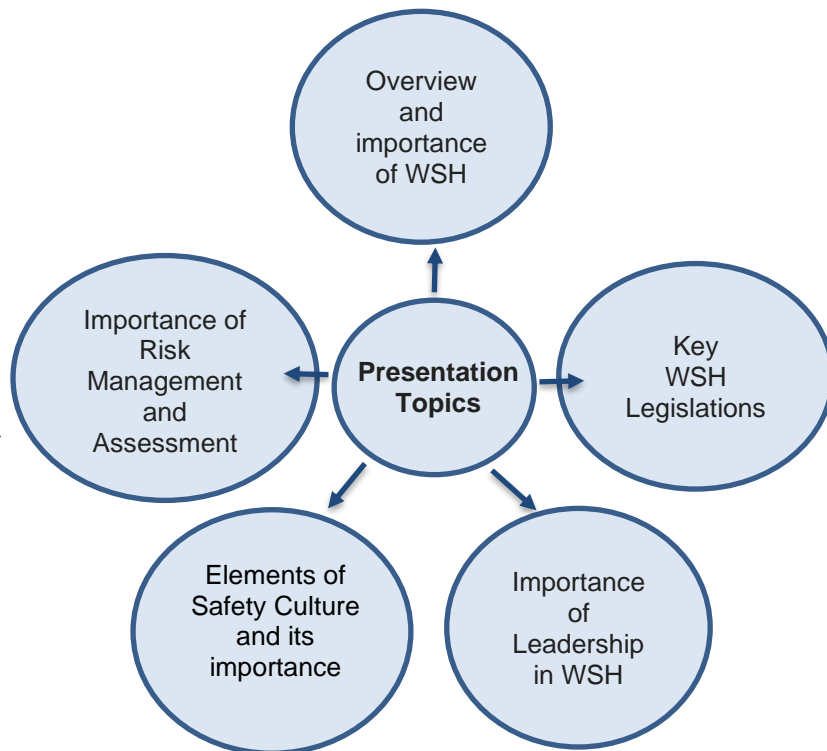 Overview
and
importance
of WSH
Importance of
Risk
Management
and
Assessment
Presentation
Topics
Key
WSH
Legislations
Elements of
Safety Culture
and its
importance
Importance
of
Leadership
in WSH